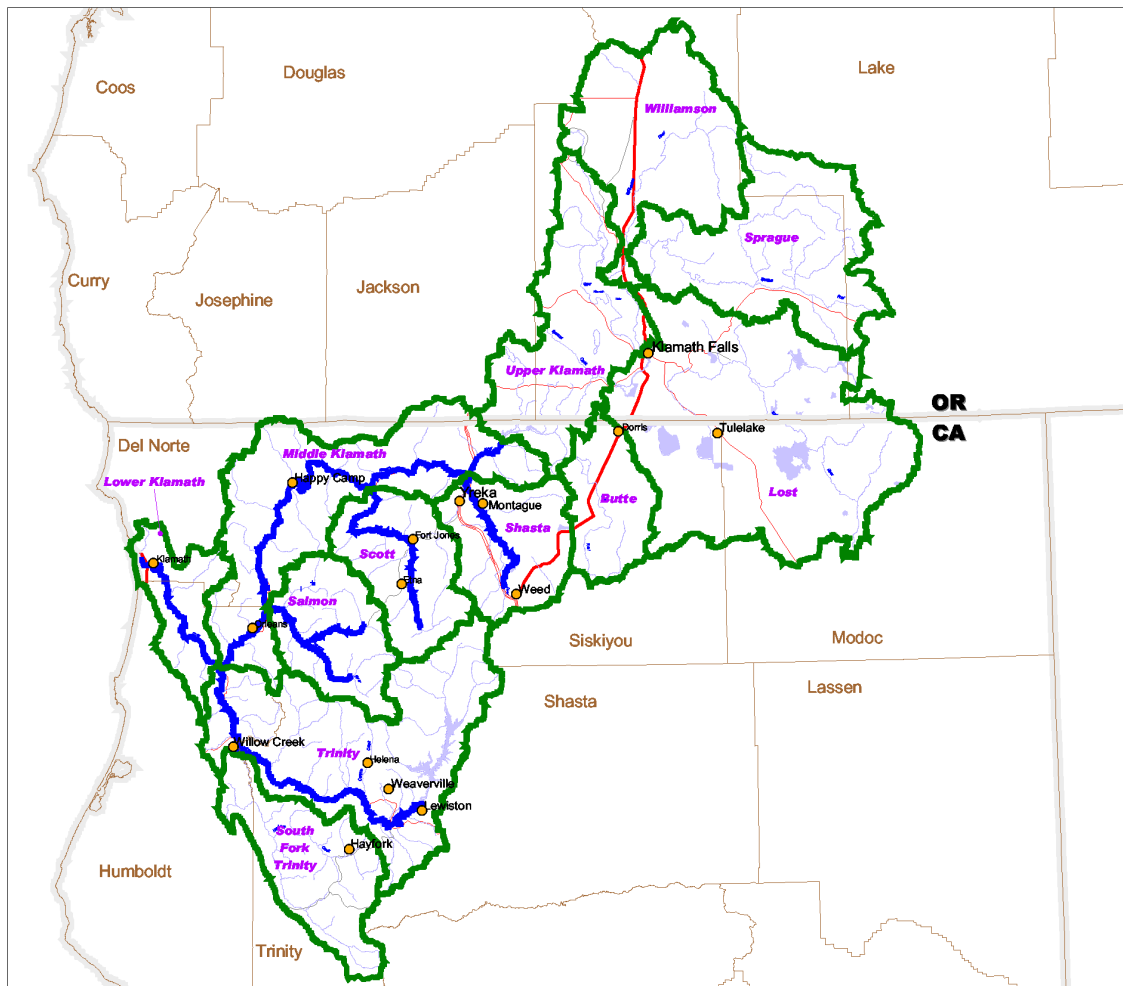 Lake
Douglas
Coos
Williamson
Sprague
Curry
Jackson
Josephine
Klamath Falls
Upper Klamath
OR
CA
Dorris
Tulelake
Del Norte
Middle Klamath
Lower Klamath
Happy Camp
Yreka
Montague
Butte
Lost
Shasta
Fort Jones
Scott
Klamath
Etna
Weed
Salmon
Orleans
Siskiyou
Modoc
Lassen
Shasta
Willow Creek
Trinity
Helena
Weaverville
Lewiston
South
Fork
Trinity
Hayfork
Humboldt
Trinity